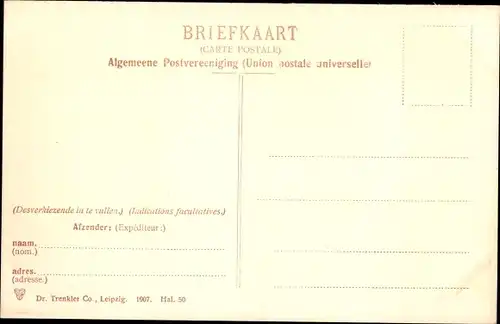 BRIEFKAART
(CARTE POSTALE)
Algemeene Postvereeniging (Union postale universelle)
(Desverkiezende in te vullen.) (Indications facultatives.)
Afzender: (Expéditeur:)
naam.
(nom.)
adres.
(adresse.)
Dr. Trenkler Co., Leipzig. 1907. Hal. 50